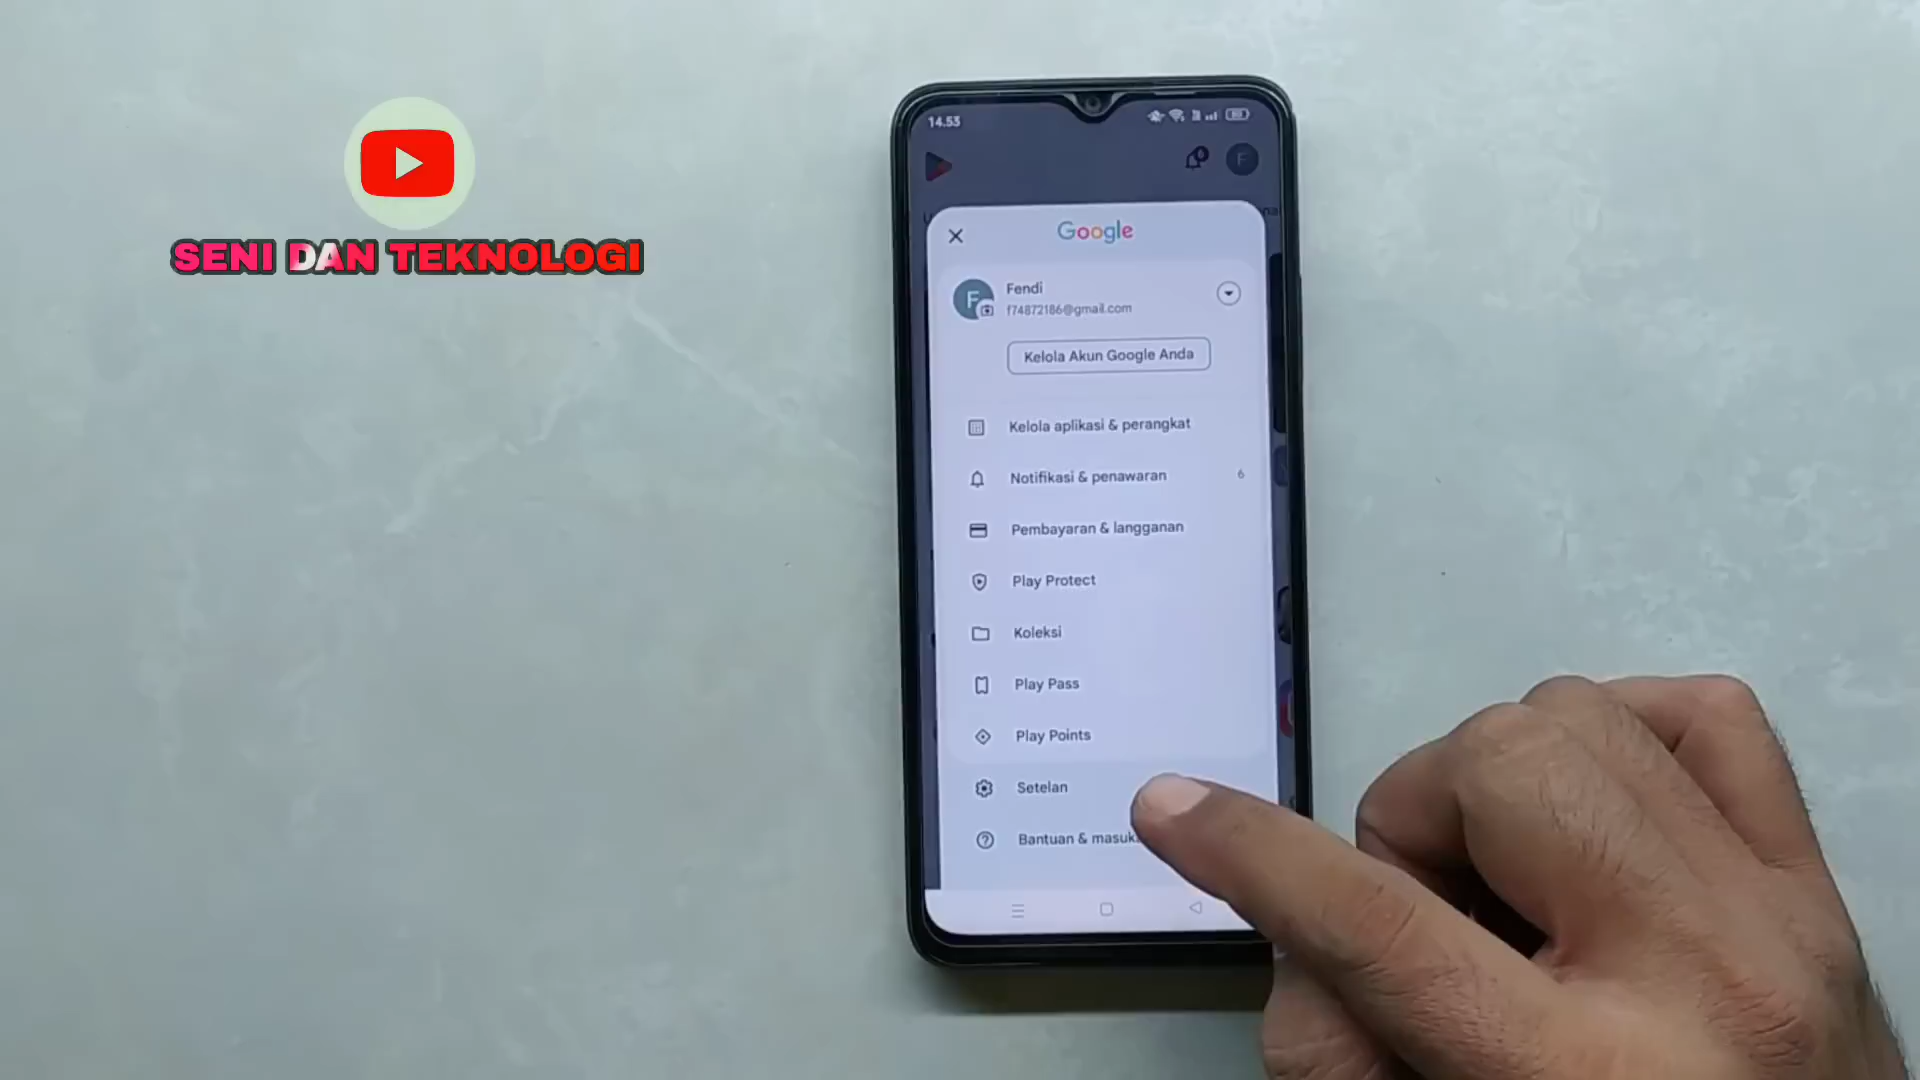 SENI DAN TEKNOLOGI
14.53
F
Google
F
Fendi
f74872186@gmail.com
Kelola Akun Google Anda
Kelola aplikasi & perangkat
Notifikasi & penawaran 6
Pembayaran & langganan
Play Protect
Koleksi
Play Pass
Play Points
Setelan
Bantuan &